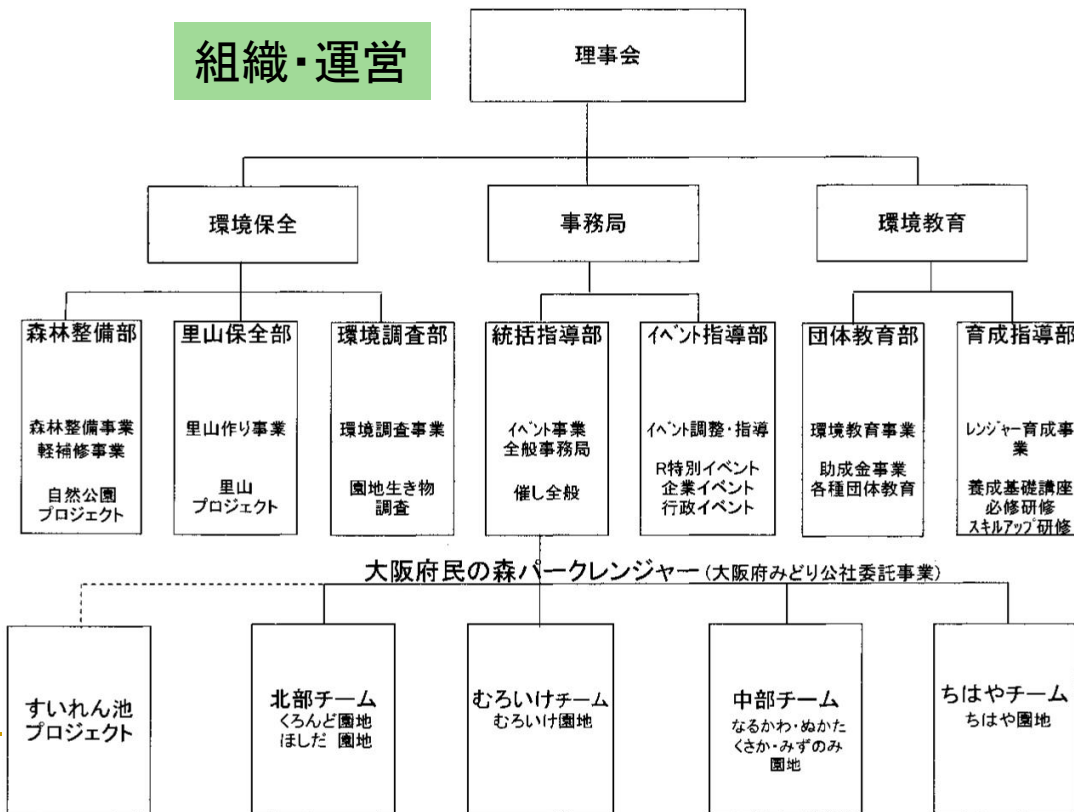 組織・運営
理事会
環境保全
事務局
環境教育
森林整備部
森林整備事業
軽補修事業
自然公園
プロジェクト
里山保全部
里山作り事業
里山
プロジェクト
環境調査部
環境調査事業
園地生き物
調査
統括指導部
イベント事業
全般事務局
催し全般
イベント指導部
イベント調整・指導
R特別イベント
企業イベント
行政イベント
団体教育部
環境教育事業
助成金事業
各種団体教育
育成指導部
レンジャー育成事
業
養成基礎講座
必修研修
スキルアップ研修
大阪府民の森パークレンジャー(大阪府みどり公社委託事業)
すいれん池
プロジェクト
北部チーム
くろんど園地
ほしだ 園地
むろいけチーム
むろいけ園地
中部チーム
なるかわ・ぬかた
くさか・みずのみ
園地
ちはやチーム
ちはや園地